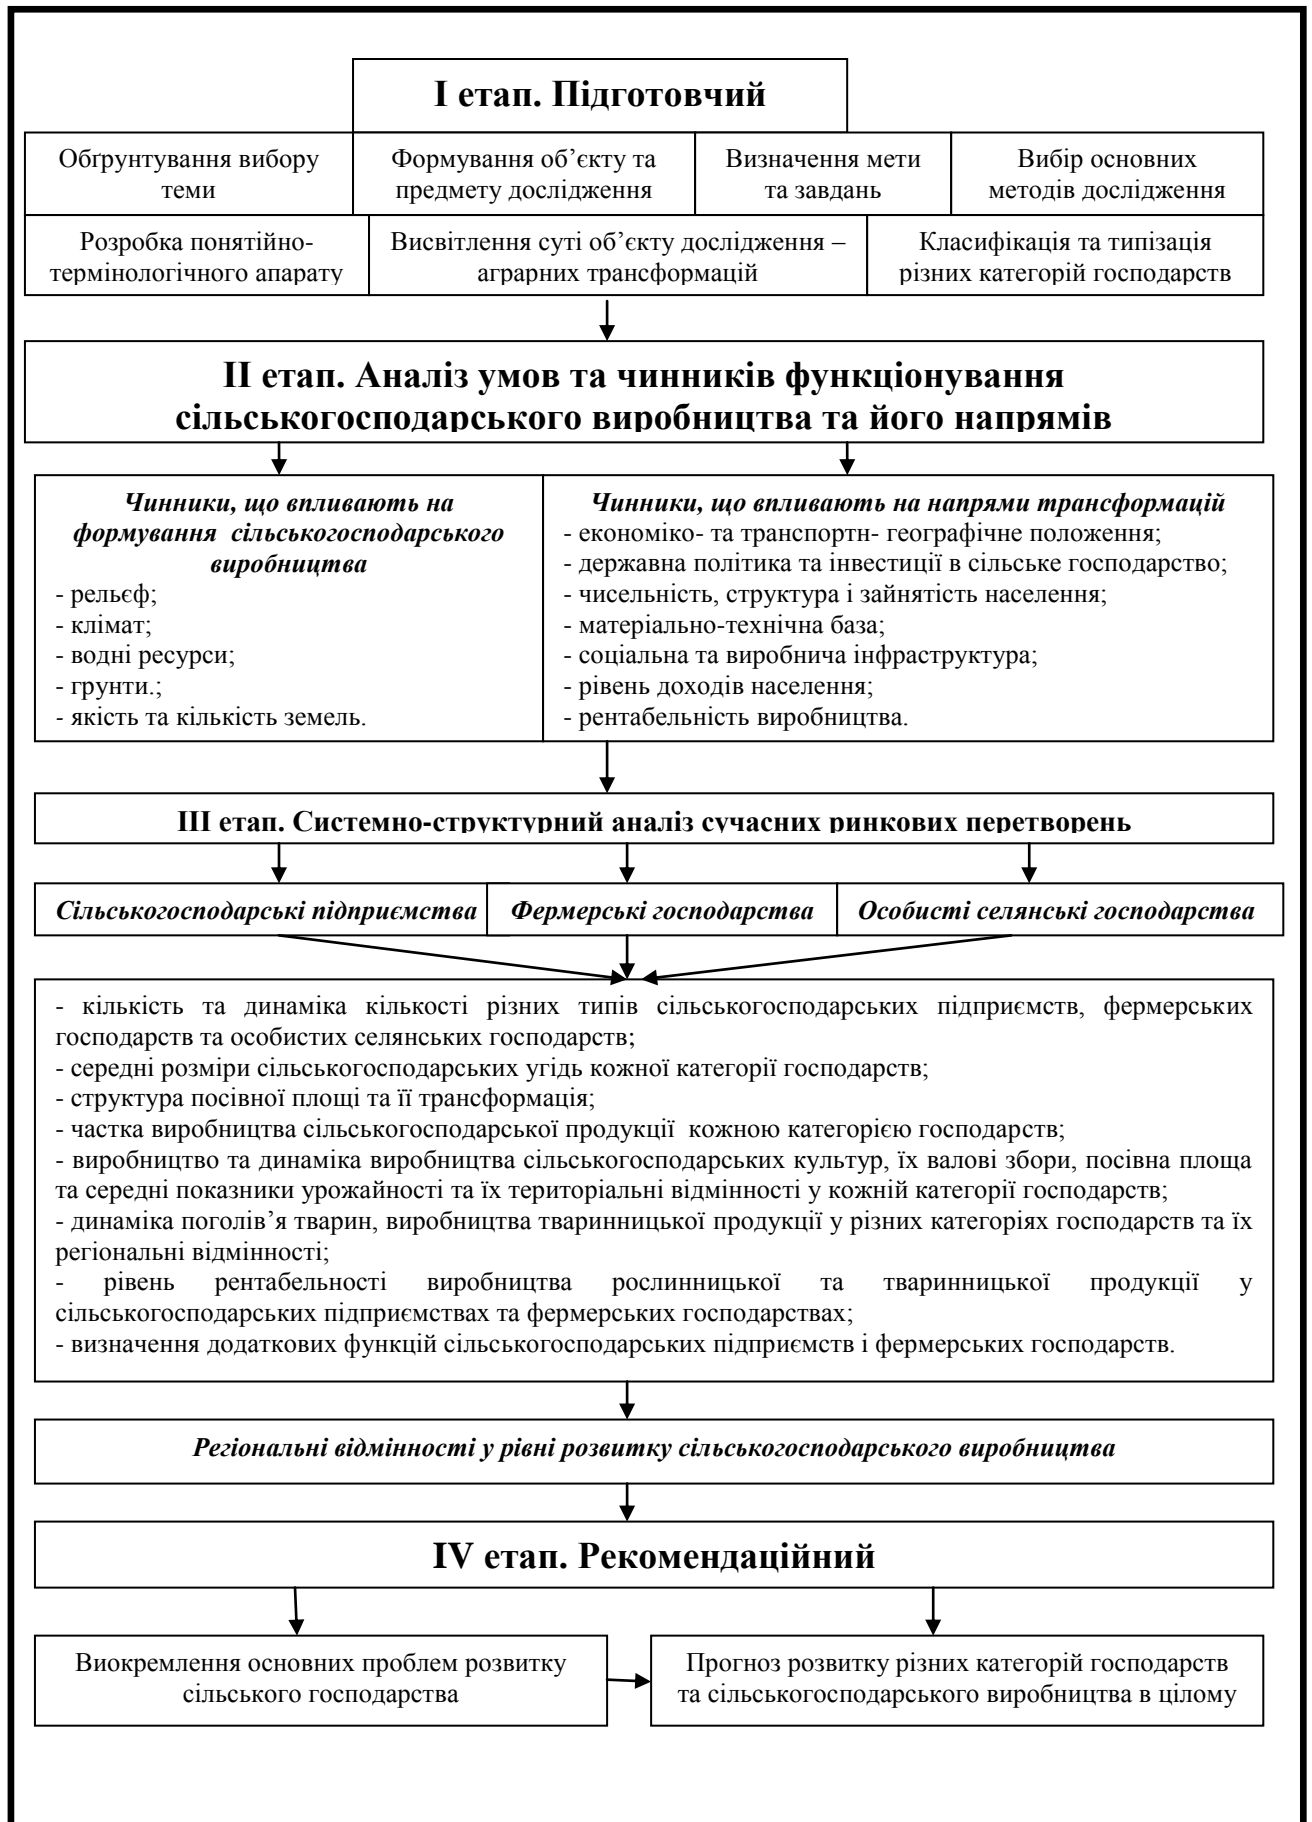 І етап. Підготовчий
Обґрунтування вибору
теми
Формування об’єкту та
предмету дослідження
Визначення мети
та завдань
Вибір основних
методів дослідження
Розробка понятійно-
термінологічного апарату
Висвітлення суті об’єкту дослідження –
аграрних трансформацій
Класифікація та типізація
різних категорій господарств
ІІ етап. Аналіз умов та чинників функціонування
сільськогосподарського виробництва та його напрямів
Чинники, що впливають на
формування сільськогосподарського
виробництва
- рельєф;
- клімат;
- водні ресурси;
- грунти.;
- якість та кількість земель.
Чинники, що впливають на напрями трансформацій
- економіко- та транспортн- географічне положення;
- державна політика та інвестиції в сільське господарство;
- чисельність, структура і зайнятість населення;
- матеріально-технічна база;
- соціальна та виробнича інфраструктура;
- рівень доходів населення;
- рентабельність виробництва.
ІІІ етап. Системно-структурний аналіз сучасних ринкових перетворень
Сільськогосподарські підприємства
Фермерські господарства
Особисті селянські господарства
- кількість та динаміка кількості різних типів сільськогосподарських підприємств, фермерських
господарств та особистих селянських господарств;
- середні розміри сільськогосподарських угідь кожної категорії господарств;
- структура посівної площі та її трансформація;
- частка виробництва сільськогосподарської продукції кожною категорією господарств;
- виробництво та динаміка виробництва сільськогосподарських культур, їх валові збори, посівна площа
та середні показники урожайності та їх територіальні відмінності у кожній категорії господарств;
- динаміка поголів’я тварин, виробництва тваринницької продукції у різних категоріях господарств та їх
регіональні відмінності;
- рівень рентабельності виробництва рослинницької та тваринницької продукції у
сільськогосподарських підприємствах та фермерських господарствах;
- визначення додаткових функцій сільськогосподарських підприємств і фермерських господарств.
Регіональні відмінності у рівні розвитку сільськогосподарського виробництва
IV етап. Рекомендаційний
Виокремлення основних проблем розвитку
сільського господарства
Прогноз розвитку різних категорій господарств
та сільськогосподарського виробництва в цілому